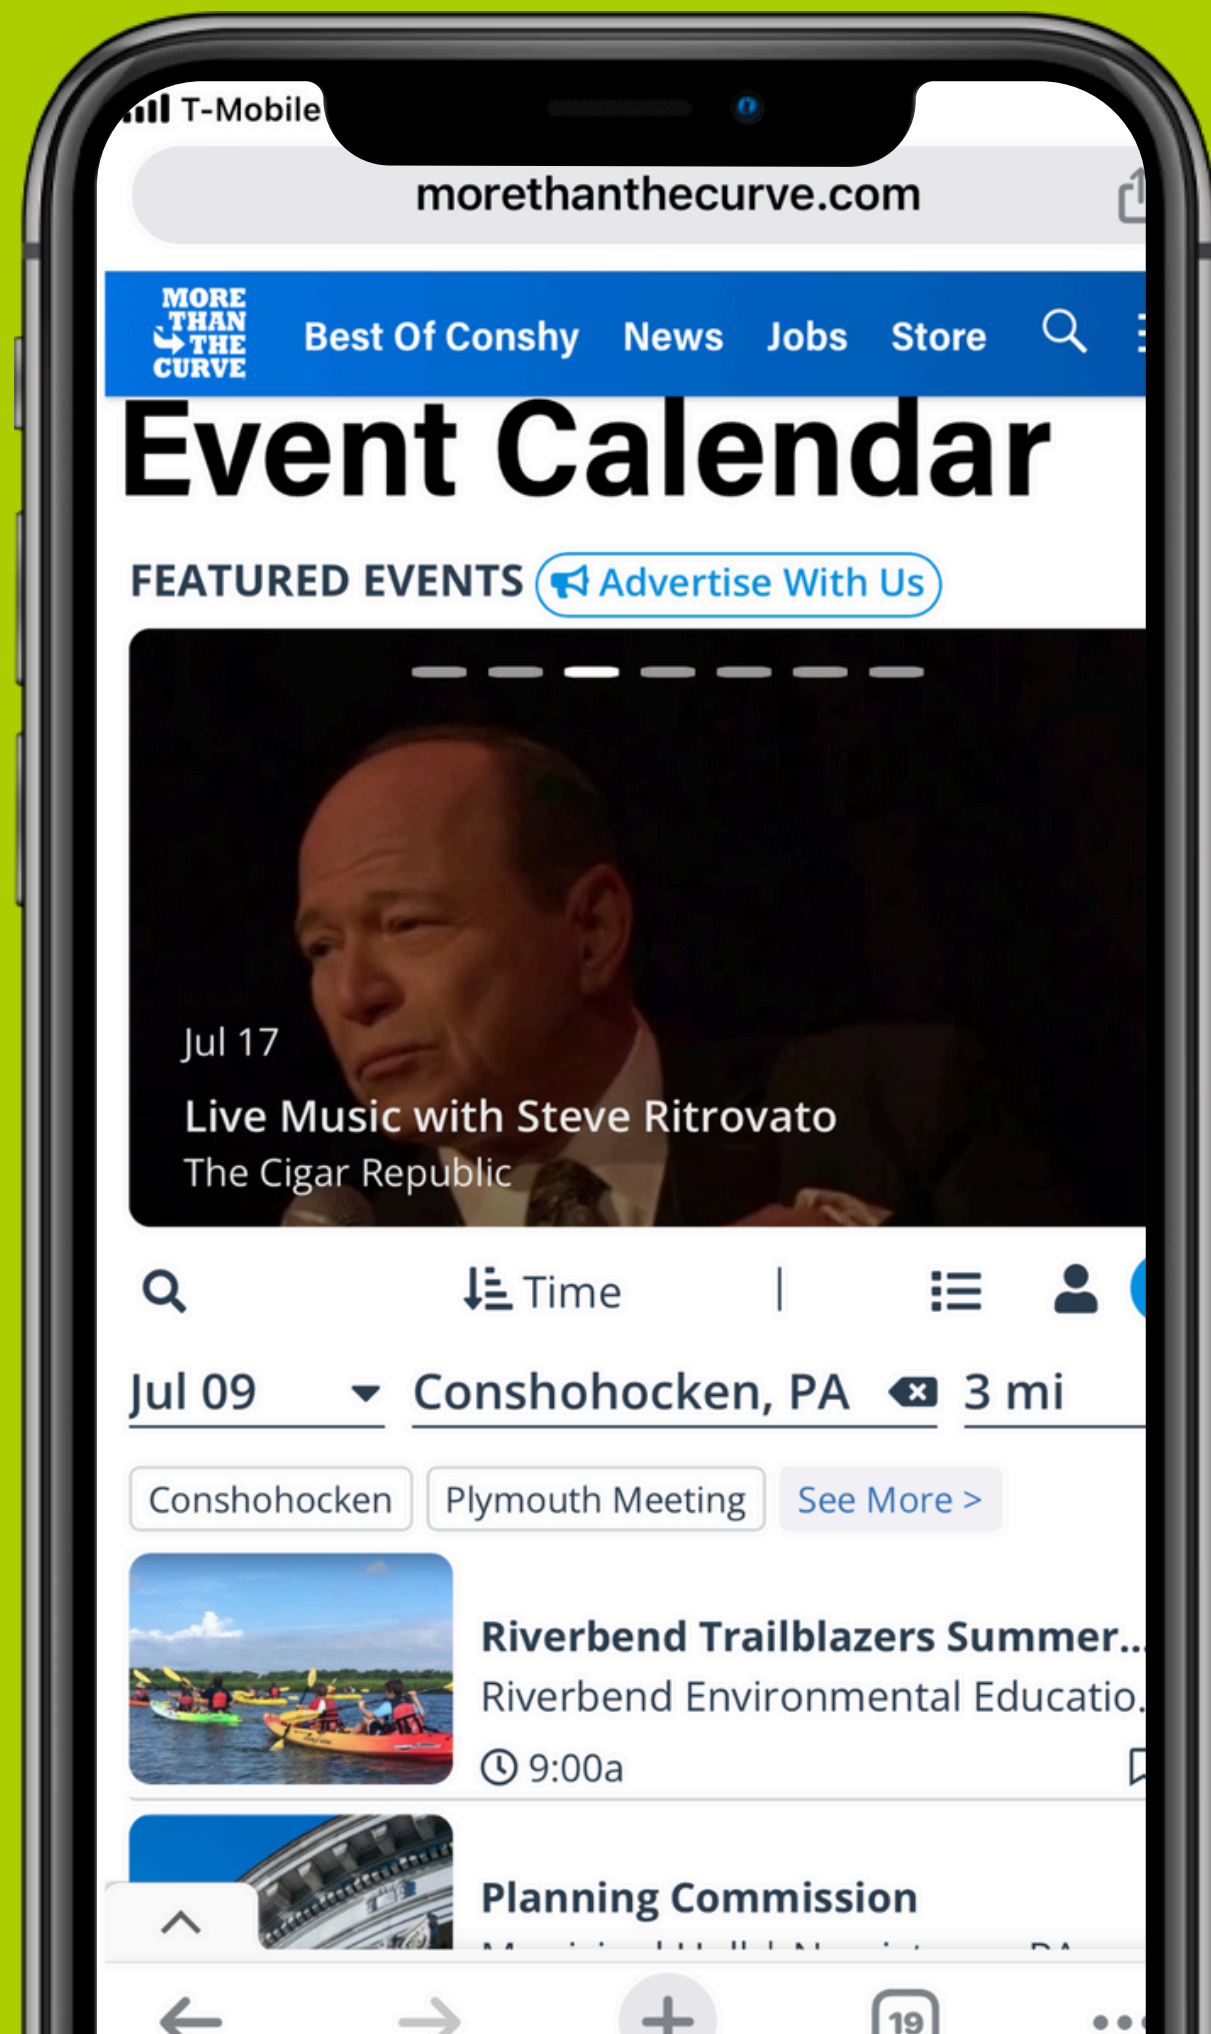 T-Mobile
morethanthecurve.com
MORE
THAN
THE
CURVE
Best Of Conshy News Jobs Store
Event Calendar
FEATURED EVENTS Advertise With Us
Jul 17
Live Music with Steve Ritrovato
The Cigar Republic
Time
Jul 09 Conshohocken, PA 3 mi
Conshohocken Plymouth Meeting See More >
Riverbend Trailblazers Summer...
Riverbend Environmental Educatio.
9:00a
Planning Commission
19